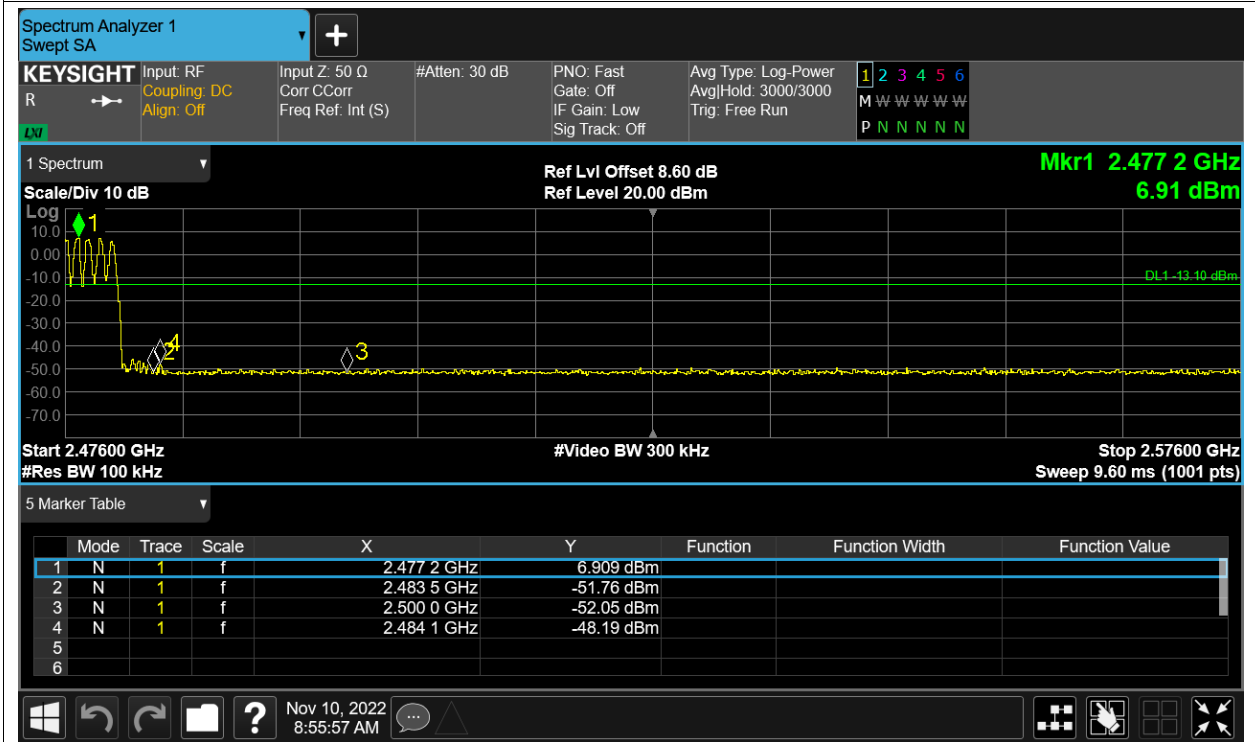 Spectrum Analyzer 1
Swept SA
+
KEYSIGHT
R
LXI
Input: RF
Coupling: DC
Align: Off
Input Z: 50 Ω
Corr CCorr
Freq Ref: Int (S)
#Atten: 30 dB
PNO: Fast
Gate: Off
IF Gain: Low
Sig Track: Off
Avg Type: Log-Power
Avg|Hold: 3000/3000
Trig: Free Run
1 2 3 4 5 6
M W W W W W
P N N N N N
1 Spectrum
Scale/Div 10 dB
Ref Lvl Offset 8.60 dB
Ref Level 20.00 dBm
Mkr1 2.477 2 GHz
6.91 dBm
Log
10.0
0.00
-10.0
-20.0
-30.0
-40.0
-50.0
-60.0
-70.0
1
2
4
3
DL1 -13.10 dBm
Start 2.47600 GHz
#Res BW 100 kHz
#Video BW 300 kHz
Stop 2.57600 GHz
Sweep 9.60 ms (1001 pts)
5 Marker Table
Mode Trace Scale X Y Function Function Width Function Value
1 N 1 f 2.477 2 GHz 6.909 dBm
2 N 1 f 2.483 5 GHz -51.76 dBm
3 N 1 f 2.500 0 GHz -52.05 dBm
4 N 1 f 2.484 1 GHz -48.19 dBm
5
6
?
Nov 10, 2022
8:55:57 AM